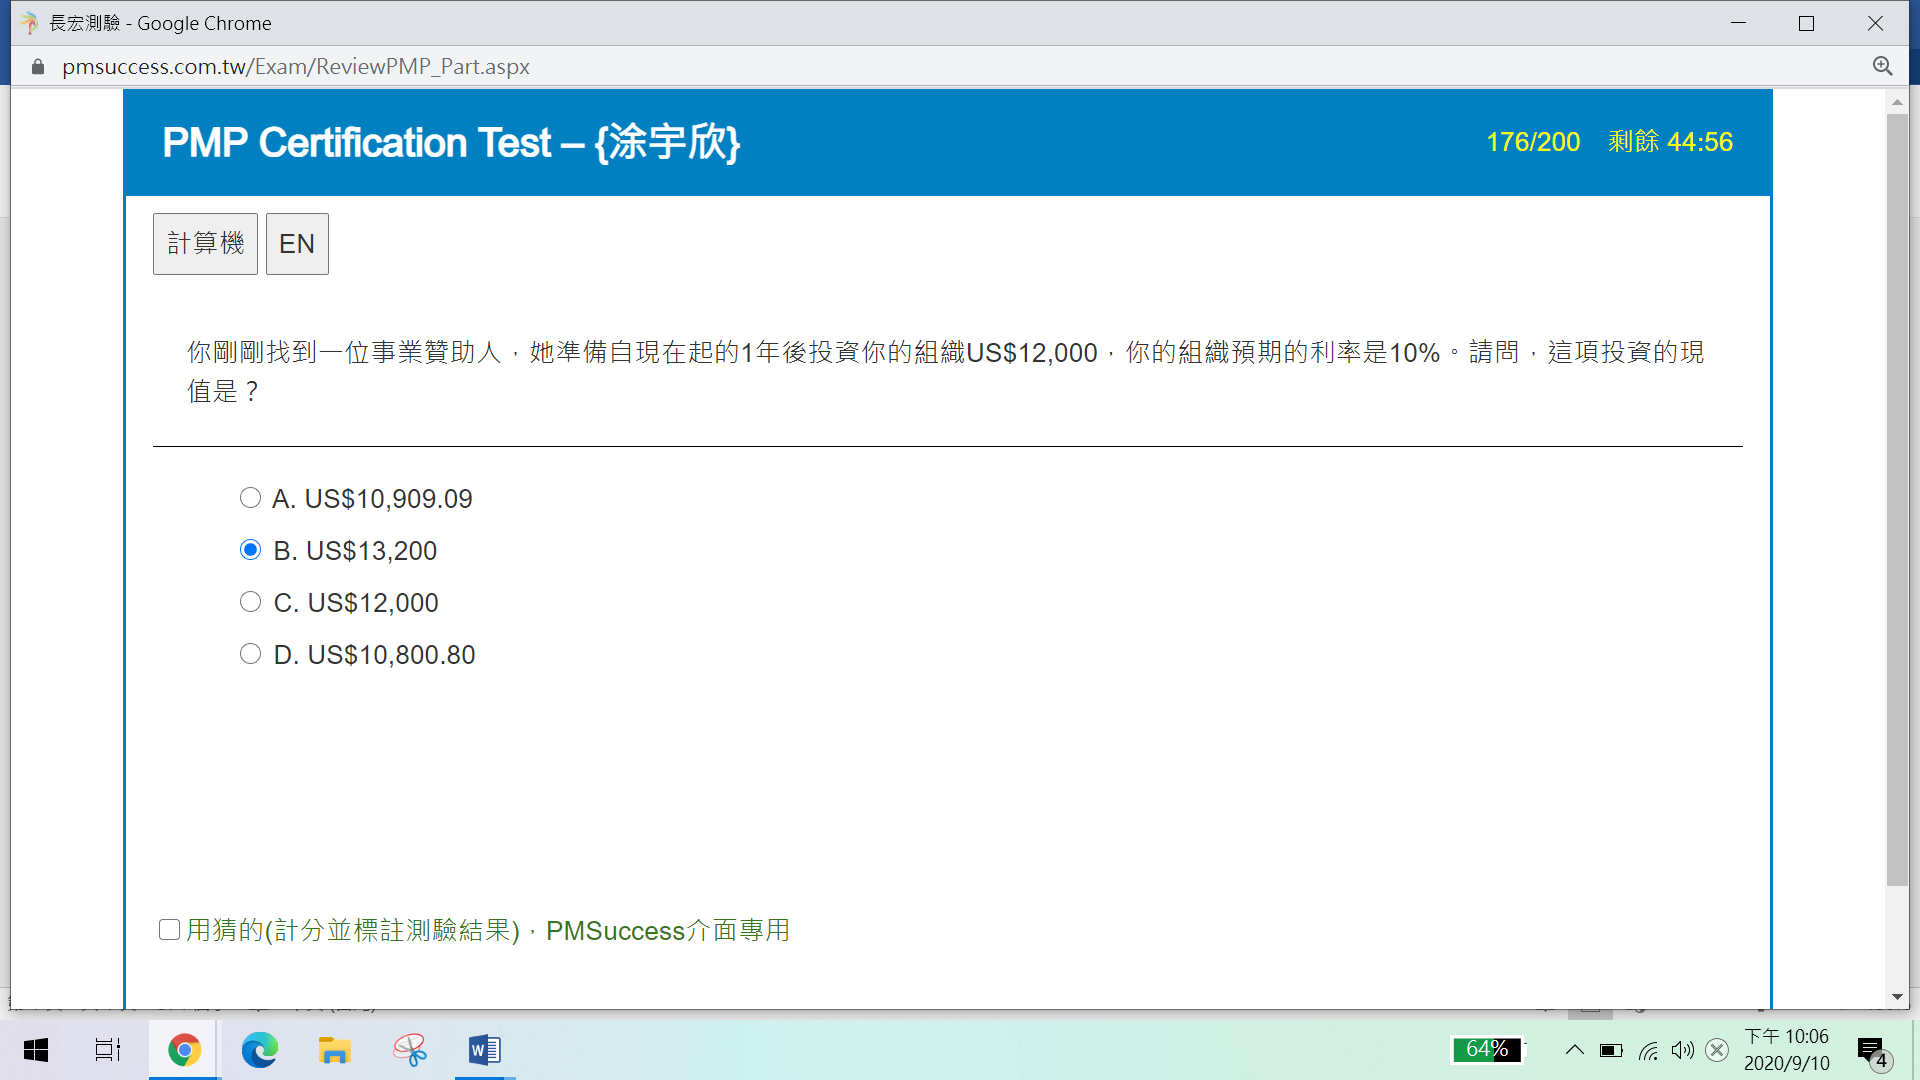 長宏測驗 - Google Chrome
pmsuccess.com.tw/Exam/ReviewPMP_Part.aspx
PMP Certification Test – {涂宇欣}
176/200 剩餘 44:56
計算機 EN
你剛剛找到一位事業贊助人，她準備自現在起的1年後投資你的組織US$12,000，你的組織預期的利率是10%。請問，這項投資的現
值是？
A. US$10,909.09
B. US$13,200
C. US$12,000
D. US$10,800.80
用猜的(計分並標註測驗結果)，PMSuccess介面專用
64%
下午 10:06
2020/9/10
4